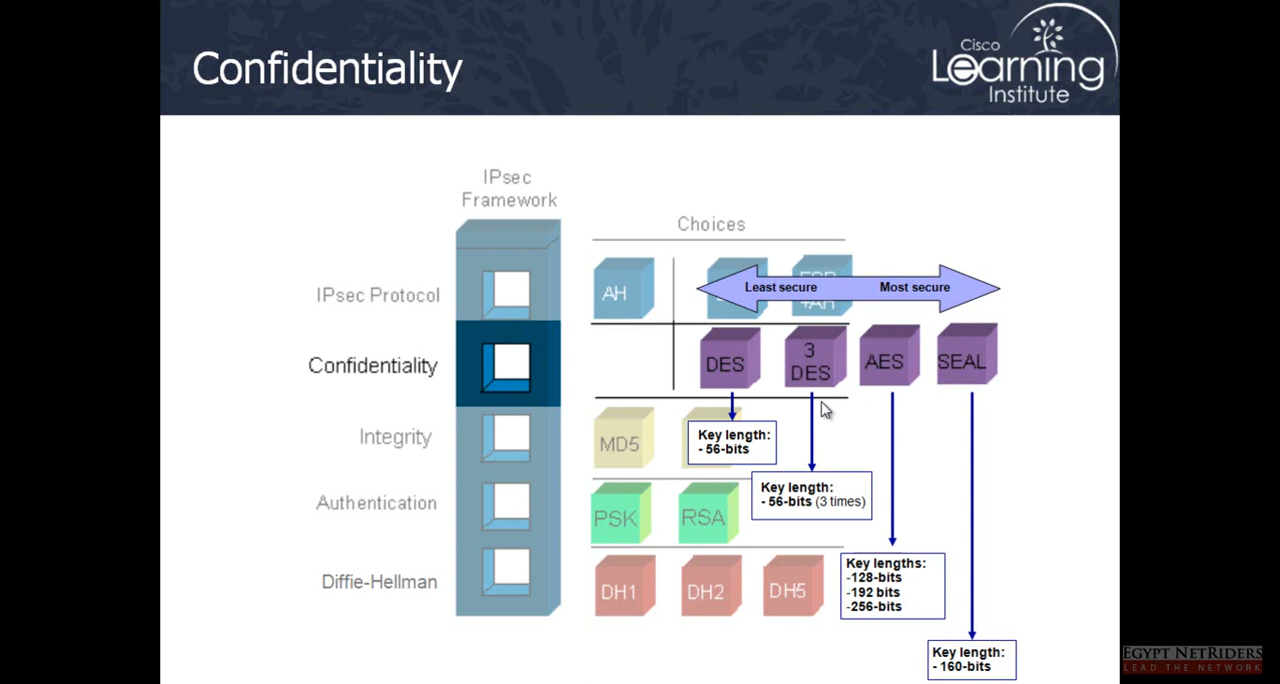 Confidentiality
Cisco
Learning
Institute
IPsec
Framework
Choices
IPsec Protocol
AH
+AH
Least secure
Most secure
Confidentiality
DES
3
DES
AES
SEAL
Key length:
- 56-bits
Integrity
MD5
Key length:
- 56-bits (3 times)
Authentication
PSK
RSA
Key lengths:
-128-bits
-192 bits
-256-bits
Diffie-Hellman
DH1
DH2
DH5
Key length:
- 160-bits
EGYPT NETRIDERS
LEAD THE NETWORK